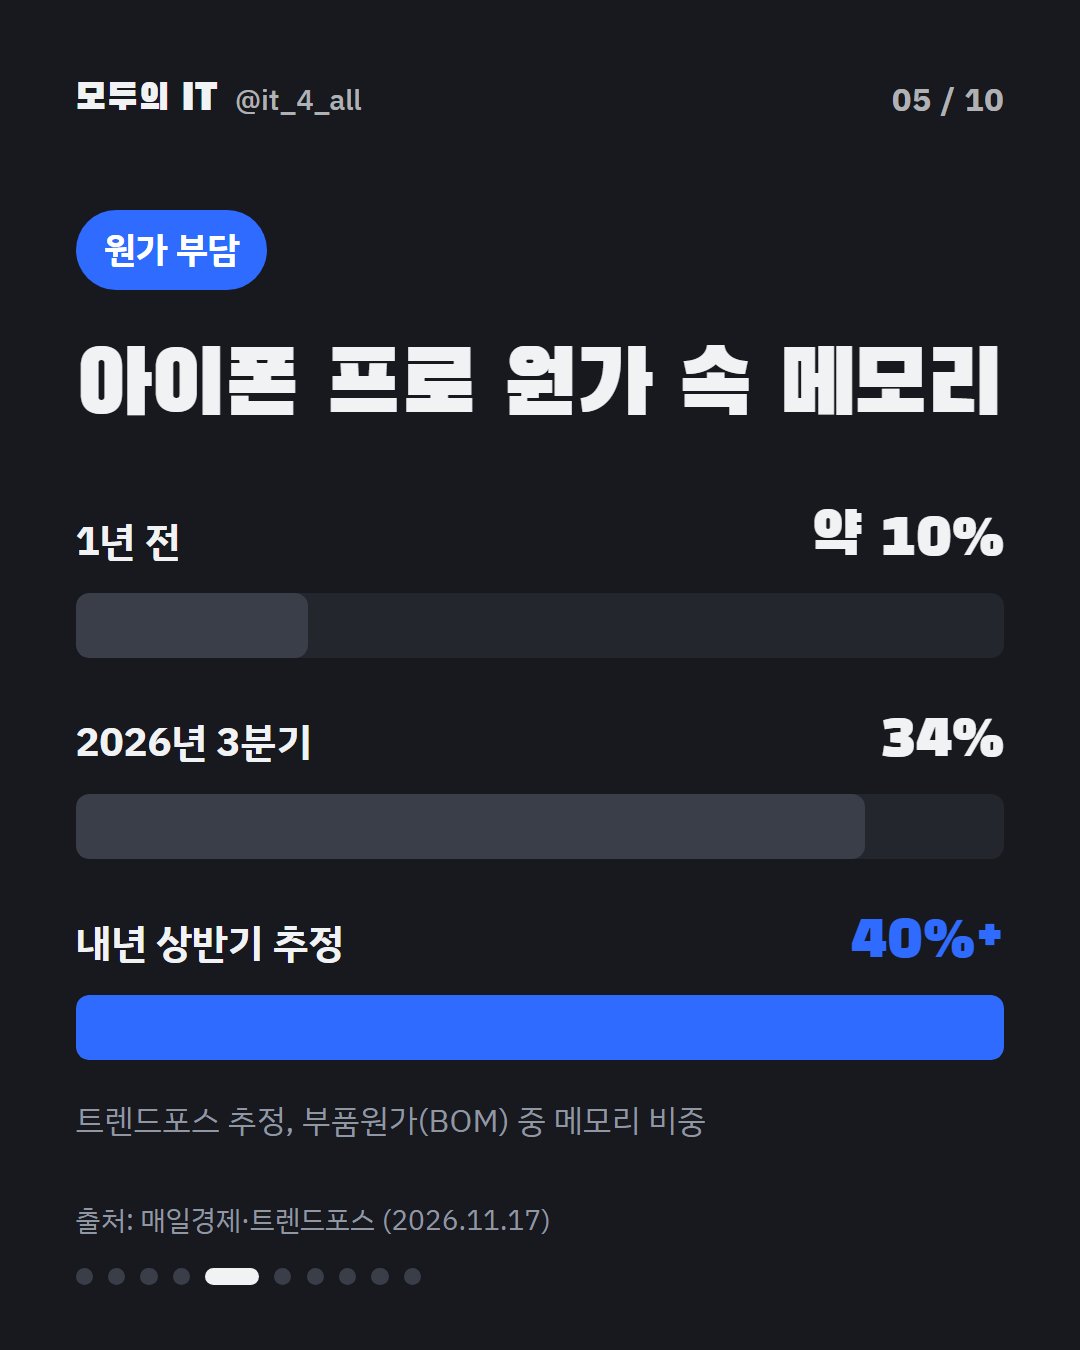 모두의 IT @it_4_all 05 / 10
원가 부담
아이폰 프로 원가 속 메모리
1년 전 약 10%
2026년 3분기 34%
내년 상반기 추정 40%+
트렌드포스 추정, 부품원가(BOM) 중 메모리 비중
출처: 매일경제·트렌드포스 (2026.11.17)